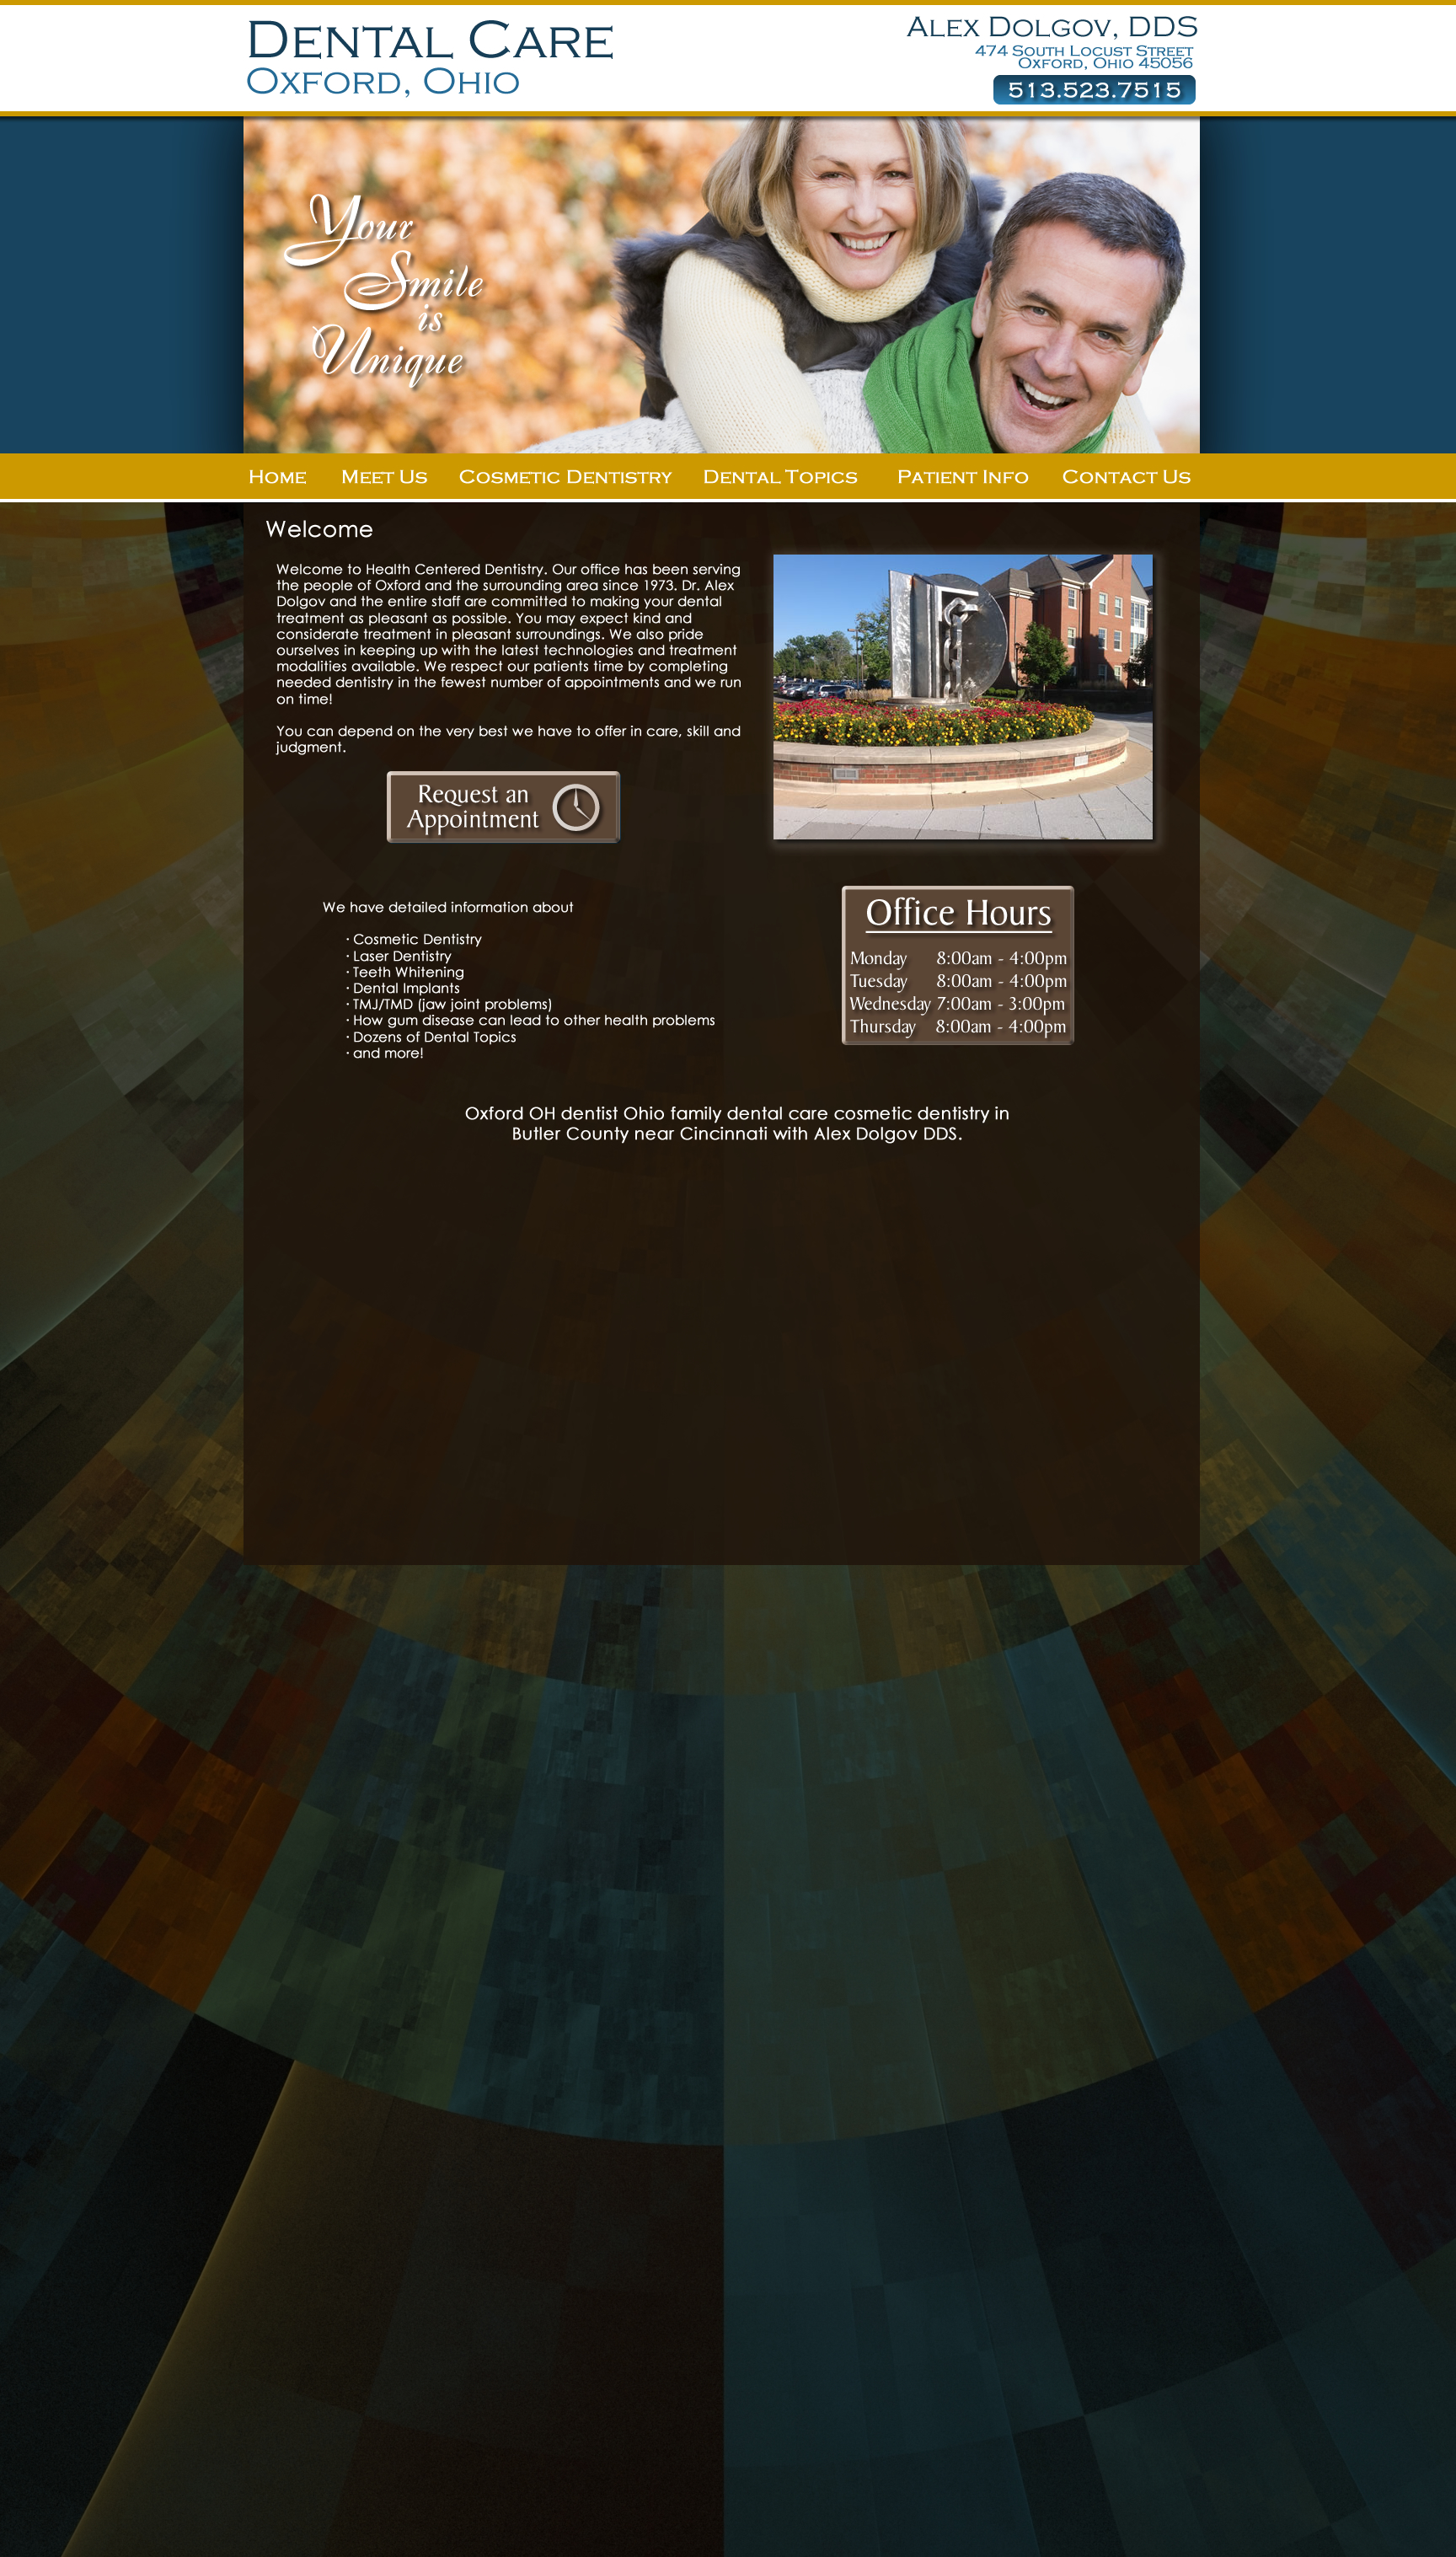 Dental Care
Oxford, Ohio
Alex Dolgov, DDS
474 South Locust Street
Oxford, Ohio 45056
513.523.7515
Your
Smile
is
Unique
Home Meet Us Cosmetic Dentistry Dental Topics Patient Info Contact Us
Welcome
Welcome to Health Centered Dentistry. Our office has been serving
the people of Oxford and the surrounding area since 1973. Dr. Alex
Dolgov and the entire staff are committed to making your dental
treatment as pleasant as possible. You may expect kind and
considerate treatment in pleasant surroundings. We also pride
ourselves in keeping up with the latest technologies and treatment
modalities available. We respect our patients time by completing
needed dentistry in the fewest number of appointments and we run
on time!
You can depend on the very best we have to offer in care, skill and
judgment.
Request an
Appointment
We have detailed information about
· Cosmetic Dentistry
· Laser Dentistry
· Teeth Whitening
· Dental Implants
· TMJ/TMD (jaw joint problems)
· How gum disease can lead to other health problems
· Dozens of Dental Topics
· and more!
Office Hours
Monday 8:00am - 4:00pm
Tuesday 8:00am - 4:00pm
Wednesday 7:00am - 3:00pm
Thursday 8:00am - 4:00pm
Oxford OH dentist Ohio family dental care cosmetic dentistry in
Butler County near Cincinnati with Alex Dolgov DDS.